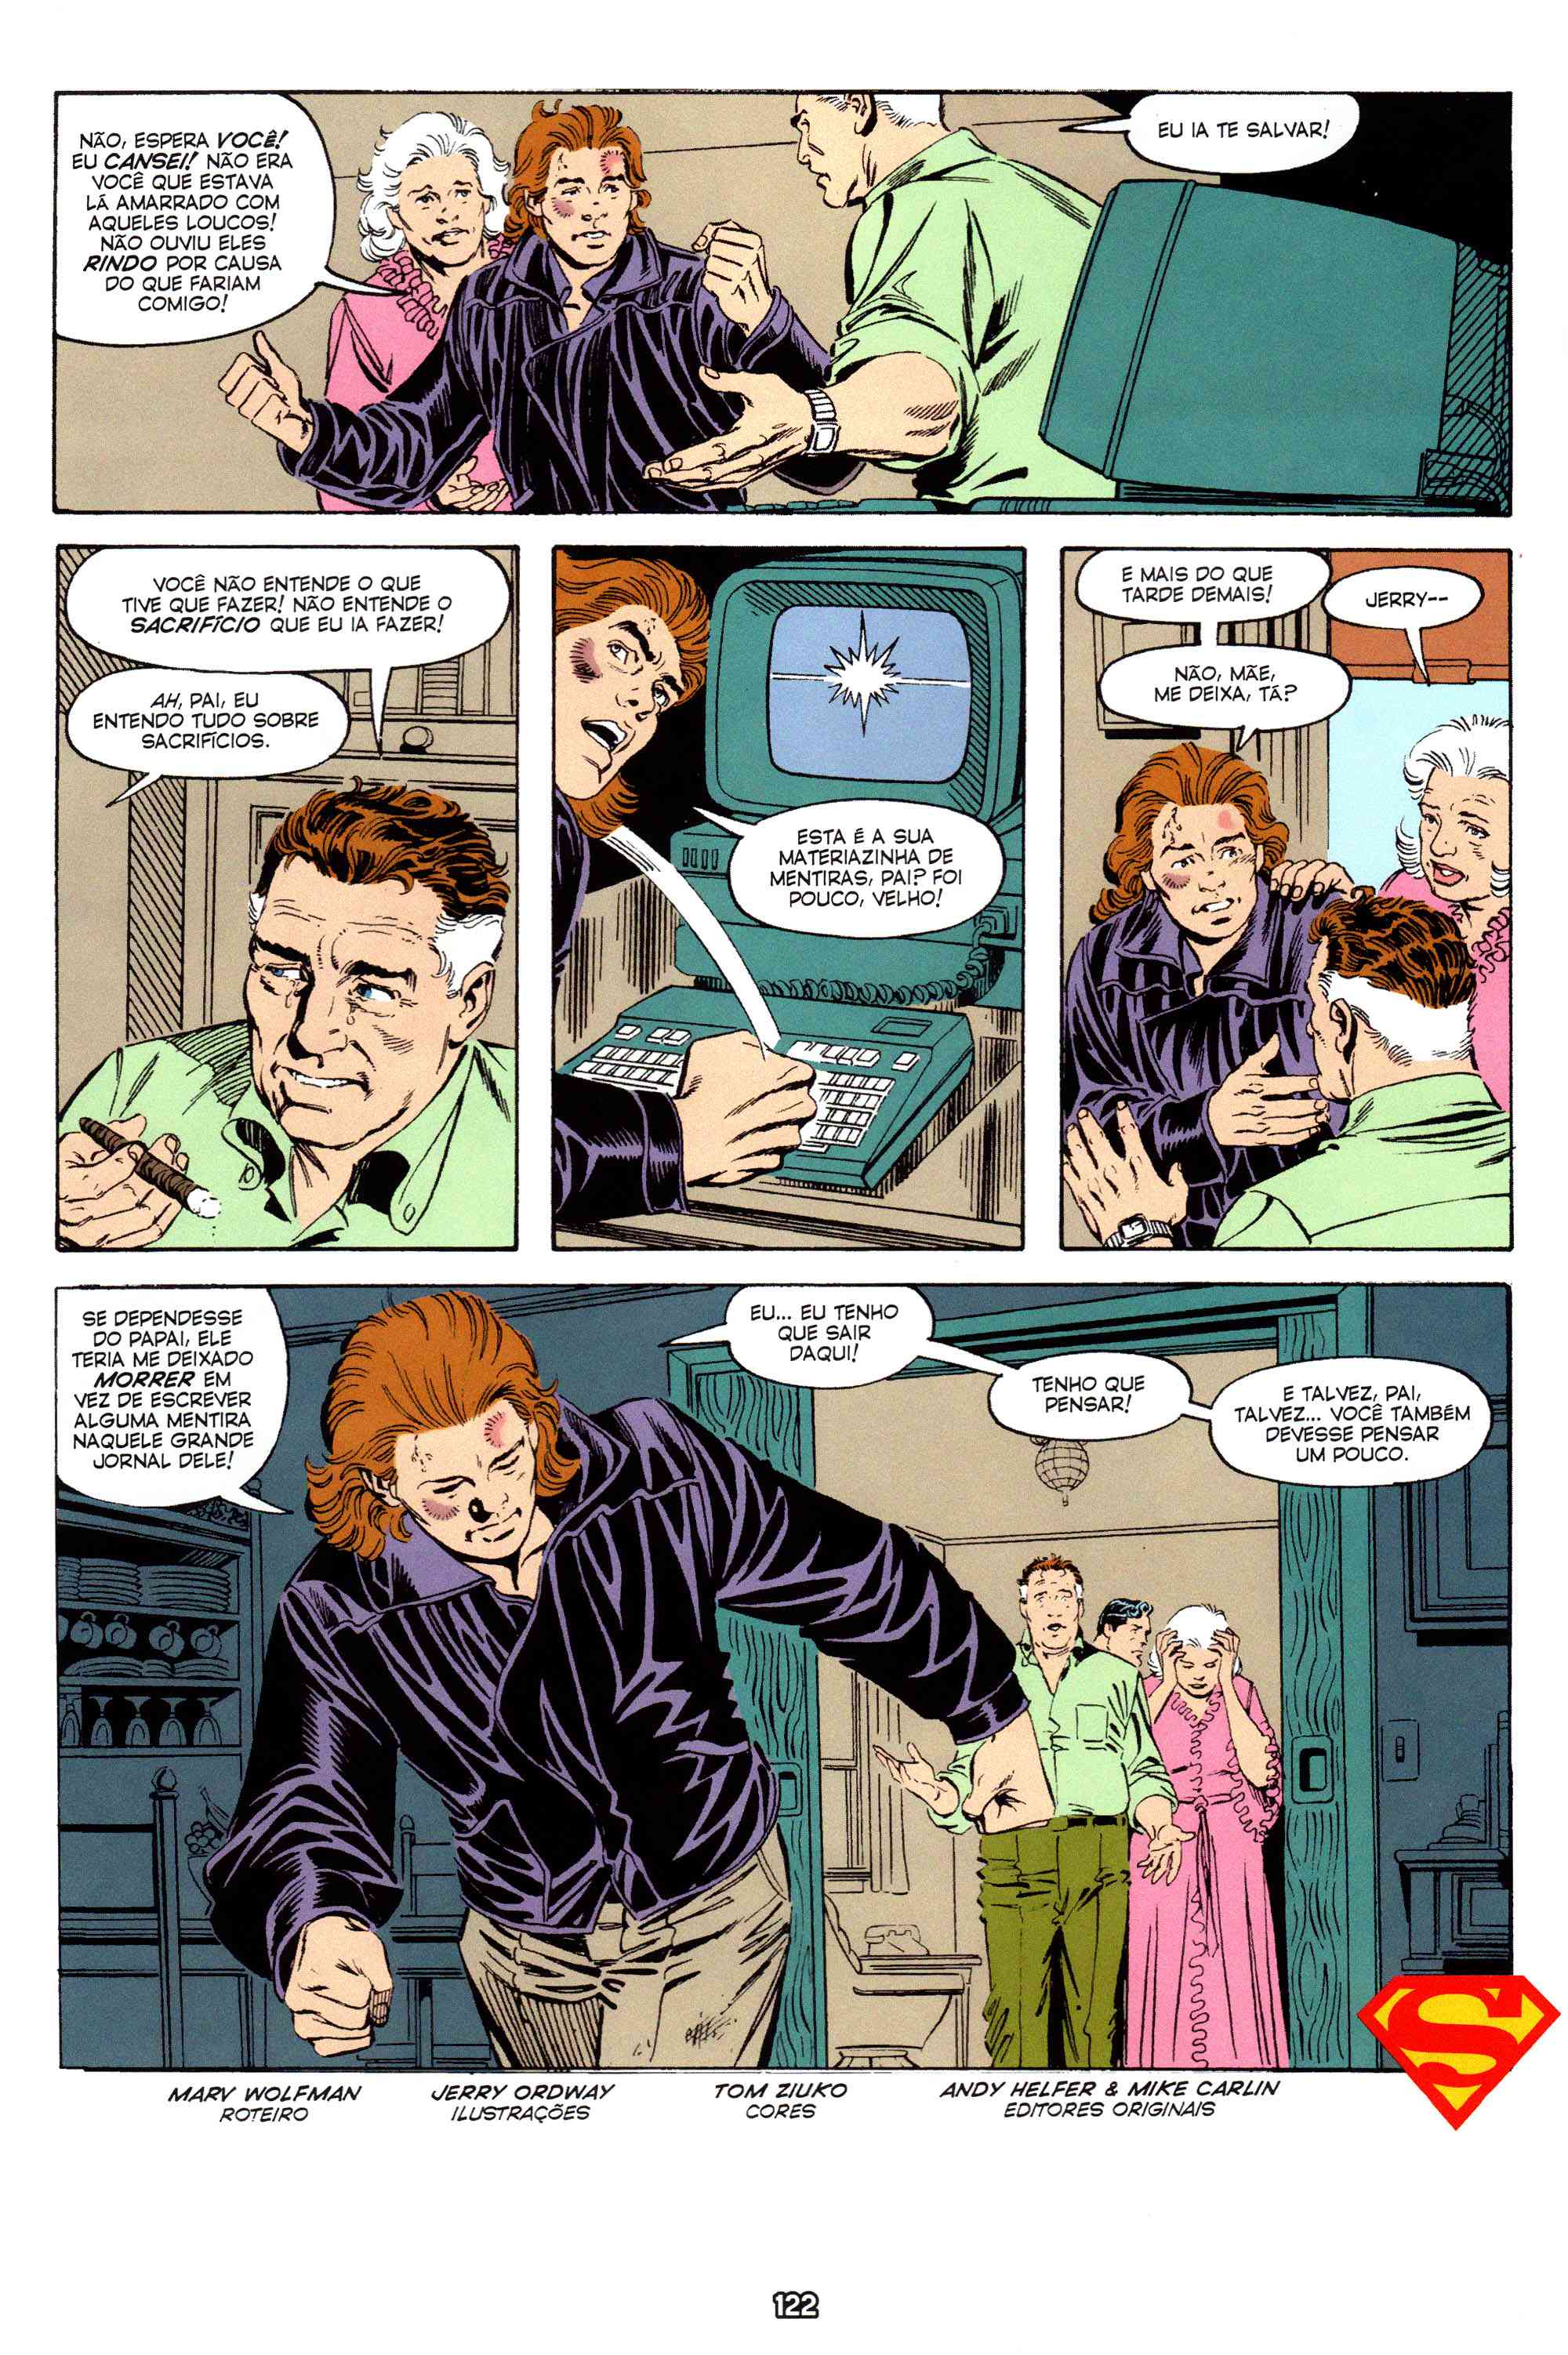 NÃO, ESPERA VOCÊ!
EU CANSEI! NÃO ERA
VOCÊ QUE ESTAVA
LÁ AMARRADO COM
AQUELES LOUCOS!
NÃO OUVIU ELES
RINDO POR CAUSA
DO QUE FARIAM
COMIGO!
EU IA TE SALVAR!
VOCÊ NÃO ENTENDE O QUE
TIVE QUE FAZER! NÃO ENTENDE O
SACRIFÍCIO QUE EU IA FAZER!
AH, PAI, EU
ENTENDO TUDO SOBRE
SACRIFÍCIOS.
ESTA É A SUA
MATERIAZINHA DE
MENTIRAS, PAI? FOI
POUCO, VELHO!
E MAIS DO QUE
TARDE DEMAIS!
JERRY--
NÃO, MÃE,
ME DEIXA, TÁ?
SE DEPENDESSE
DO PAPAI, ELE
TERIA ME DEIXADO
MORRER EM
VEZ DE ESCREVER
ALGUMA MENTIRA
NAQUELE GRANDE
JORNAL DELE!
EU... EU TENHO
QUE SAIR
DAQUI!
TENHO QUE
PENSAR!
E TALVEZ, PAI,
TALVEZ... VOCÊ TAMBÉM
DEVESSE PENSAR
UM POUCO.
MARV WOLFMAN
ROTEIRO
JERRY ORDWAY
ILUSTRAÇÕES
TOM ZIUKO
CORES
ANDY HELFER & MIKE CARLIN
EDITORES ORIGINAIS
S
122